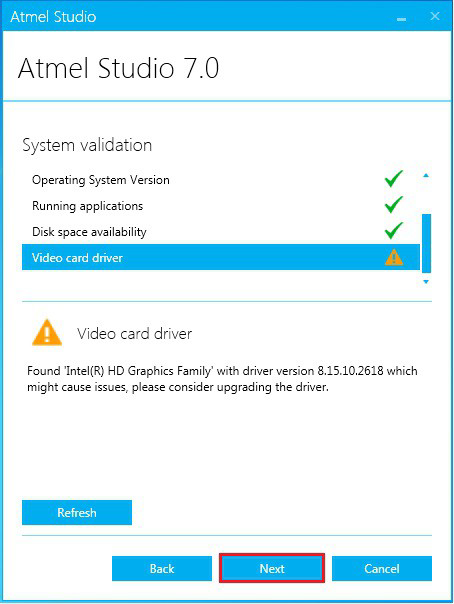 Atmel Studio
Atmel Studio 7.0
System validation
Operating System Version
Running applications
Disk space availability
Video card driver
Video card driver
Found 'Intel(R) HD Graphics Family' with driver version 8.15.10.2618 which
might cause issues, please consider upgrading the driver.
Refresh
Back Next Cancel